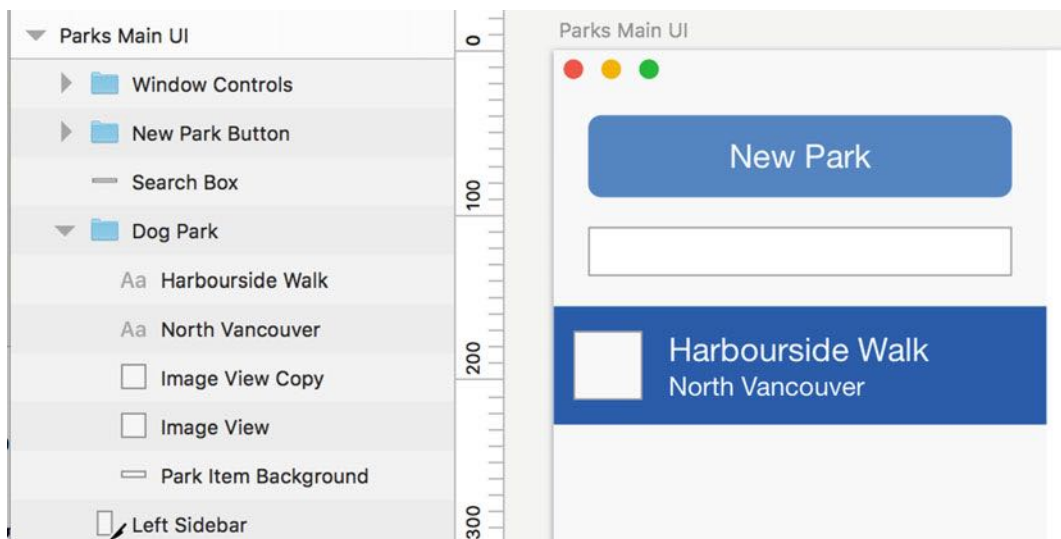 Parks Main UI
Window Controls
New Park Button
Search Box
Dog Park
Aa Harbourside Walk
Aa North Vancouver
Image View Copy
Image View
Park Item Background
Left Sidebar
0
100
200
300
Parks Main UI
New Park
Harbourside Walk
North Vancouver